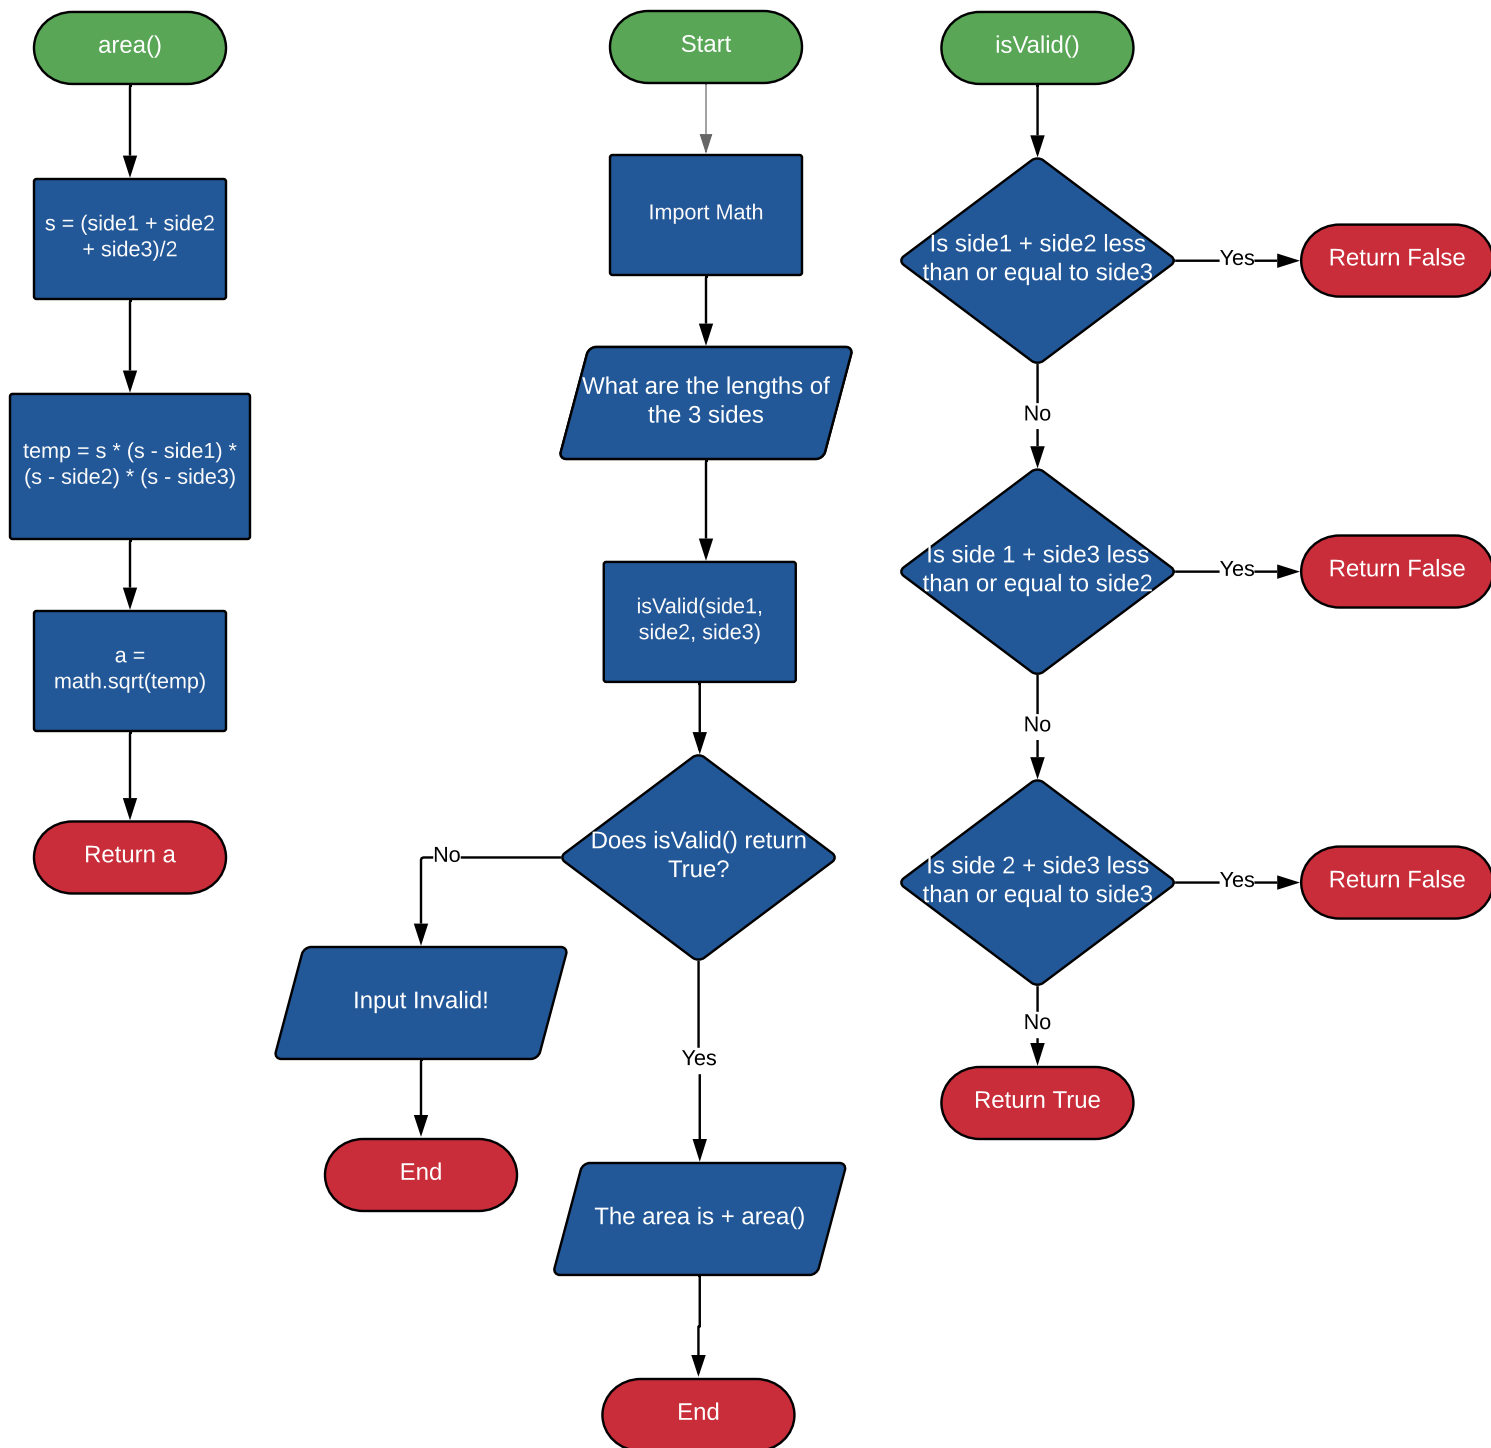 area()
s = (side1 + side2
+ side3)/2
temp = s * (s - side1) *
(s - side2) * (s - side3)
a =
math.sqrt(temp)
Return a
Start
Import Math
What are the lengths of
the 3 sides
isValid(side1,
side2, side3)
Does isValid() return
True?
No
Input Invalid!
End
Yes
The area is + area()
End
isValid()
Is side1 + side2 less
than or equal to side3
Yes
Return False
No
Is side 1 + side3 less
than or equal to side2
Yes
Return False
No
Is side 2 + side3 less
than or equal to side3
Yes
Return False
No
Return True